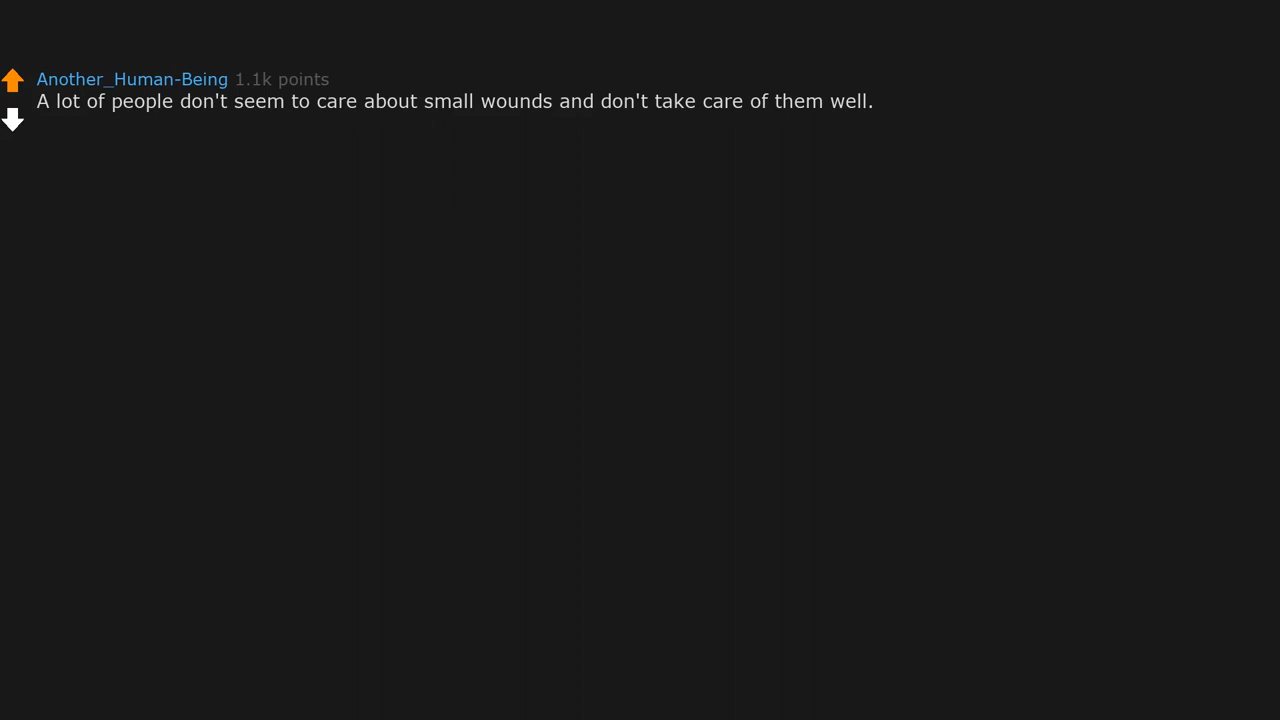 Another_Human-Being 1.1k points
A lot of people don't seem to care about small wounds and don't take care of them well.